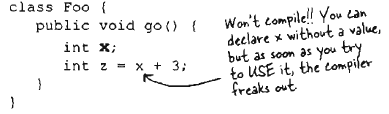 class Foo {
public void go() {
int x;
int z = x + 3;
}
}
Won't compile!! You can
declare x without a value,
but as soon as you try
to USE it, the compiler
freaks out.